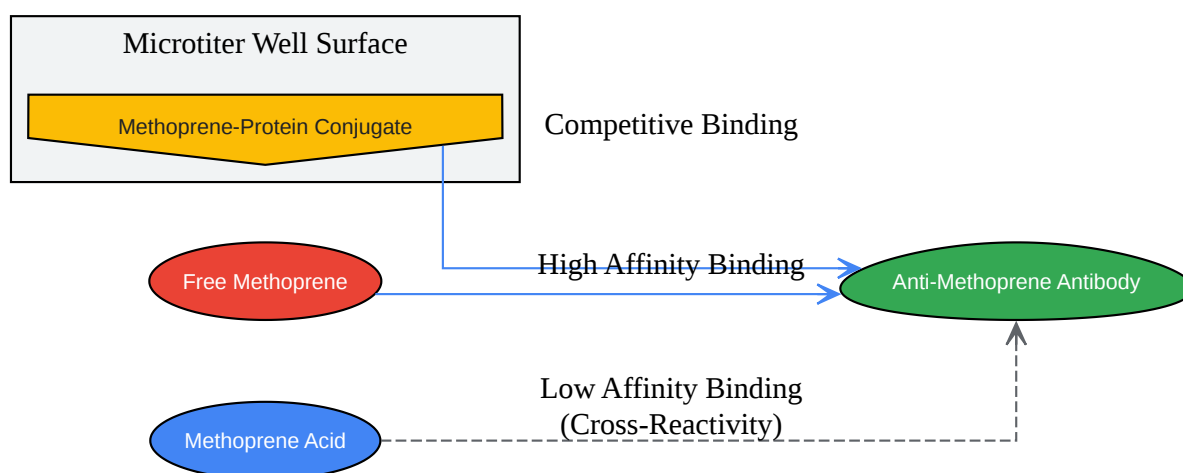 Microtiter Well Surface
Methoprene-Protein Conjugate
Competitive Binding
High Affinity Binding
Free Methoprene
Anti-Methoprene Antibody
Low Affinity Binding
(Cross-Reactivity)
Methoprene Acid